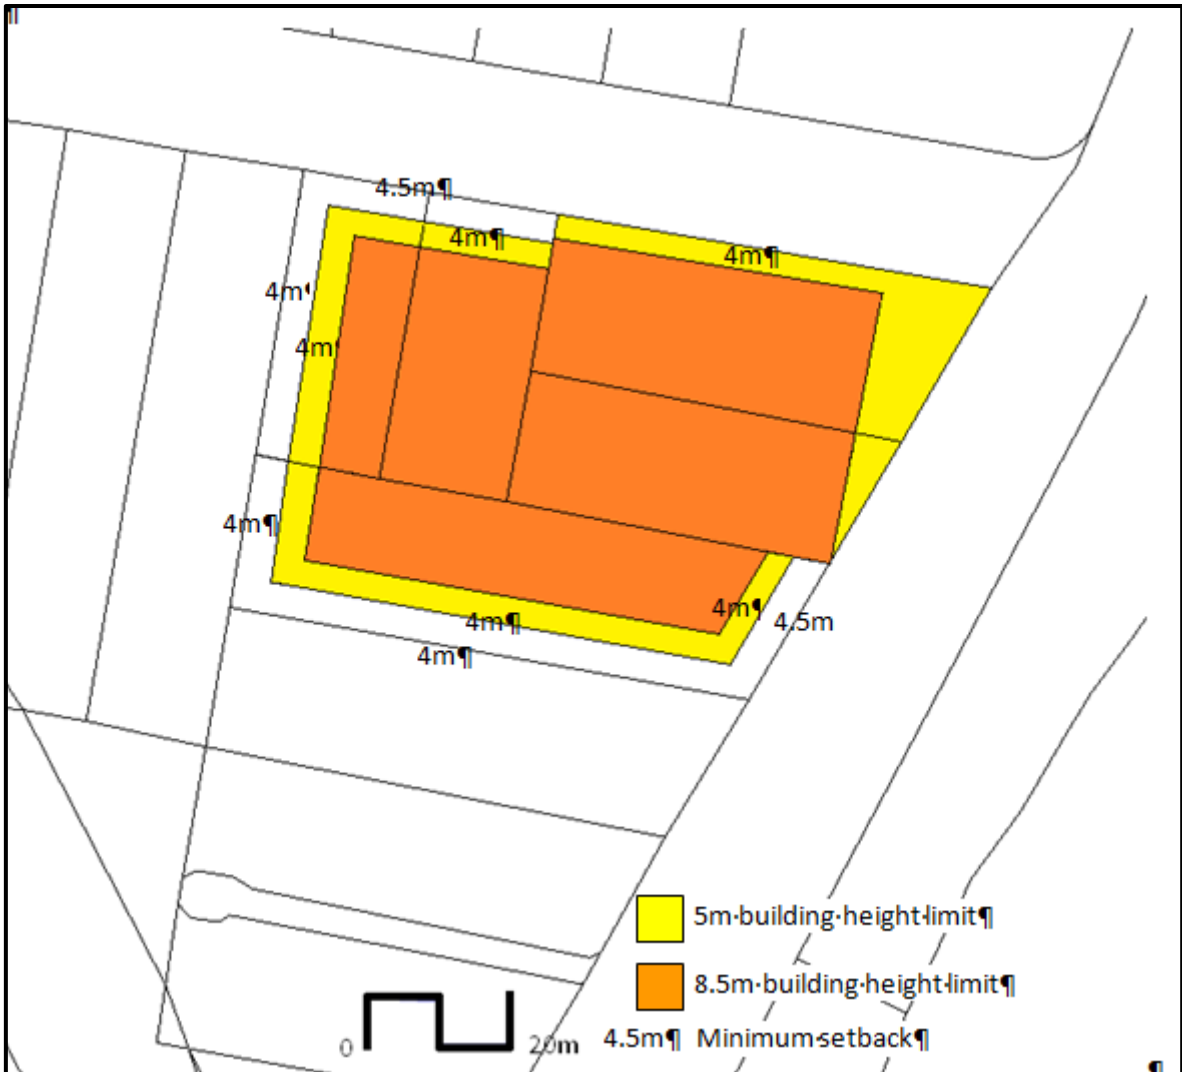 ¶
4.5m¶
4m¶
4m¶
4m
4m
4m¶
4m¶
4.5m
4m¶
4m¶
5m·building·height·limit¶
8.5m·building·height·limit¶
4.5m¶ Minimum·setback¶
0 20m
¶